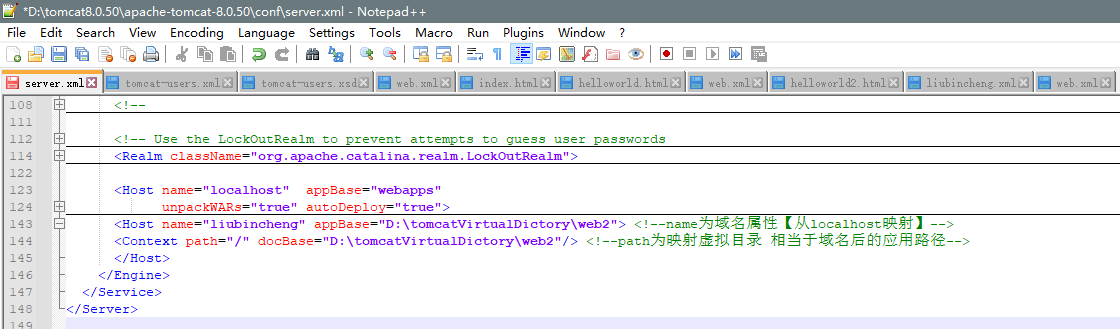 *D:\tomcat8.0.50\apache-tomcat-8.0.50\conf\server.xml - Notepad++
File Edit Search View Encoding Language Settings Tools Macro Run Plugins Window ?
server.xml tomcat-users.xml tomcat-users.xsd web.xml index.html helloworld.html web.xml helloworld2.html liubincheng.xml web.xml
108 <!--
111
112 <!-- Use the LockOutRealm to prevent attempts to guess user passwords
114 <Realm className="org.apache.catalina.realm.LockOutRealm">
122
123 <Host name="localhost"  appBase="webapps"
124 unpackWARs="true" autoDeploy="true">
143 <Host name="liubincheng" appBase="D:\tomcatVirtualDictory\web2"> <!--name为域名属性【从localhost映射】-->
144 <Context path="/" docBase="D:\tomcatVirtualDictory\web2"/> <!--path为映射虚拟目录 相当于域名后的应用路径-->
145 </Host>
146 </Engine>
147 </Service>
148 </Server>
149